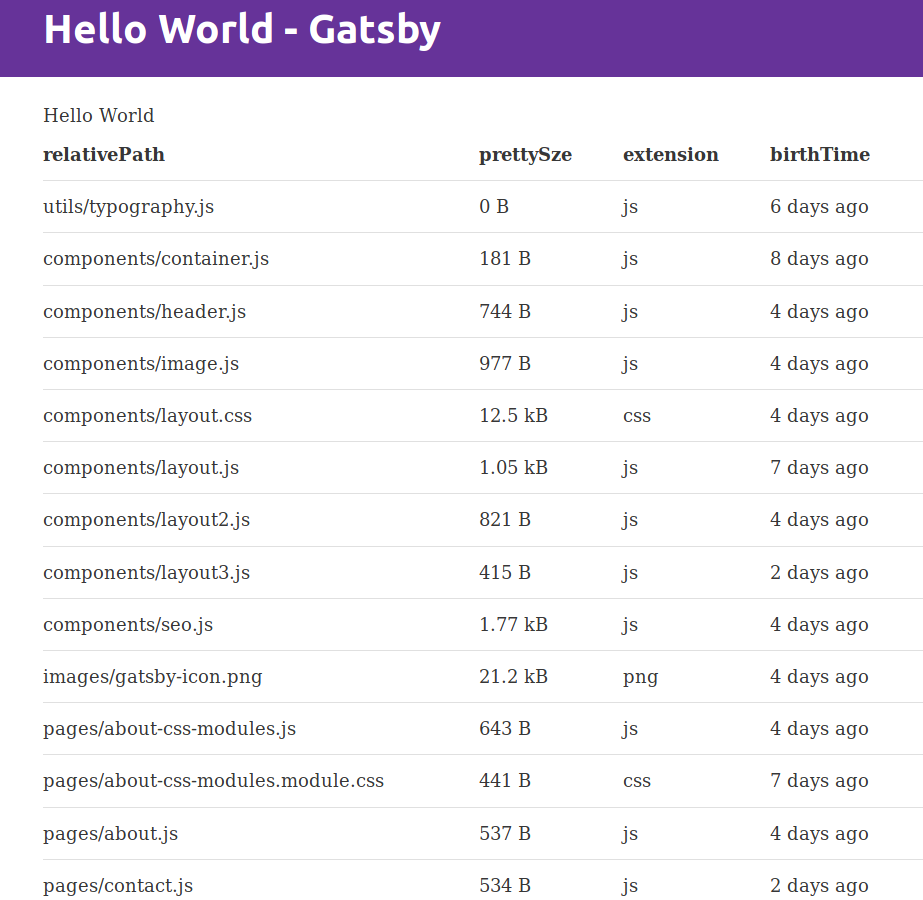 Hello World - Gatsby
Hello World
relativePath prettySze extension birthTime
utils/typography.js 0 B js 6 days ago
components/container.js 181 B js 8 days ago
components/header.js 744 B js 4 days ago
components/image.js 977 B js 4 days ago
components/layout.css 12.5 kB css 4 days ago
components/layout.js 1.05 kB js 7 days ago
components/layout2.js 821 B js 4 days ago
components/layout3.js 415 B js 2 days ago
components/seo.js 1.77 kB js 4 days ago
images/gatsby-icon.png 21.2 kB png 4 days ago
pages/about-css-modules.js 643 B js 4 days ago
pages/about-css-modules.module.css 441 B css 7 days ago
pages/about.js 537 B js 4 days ago
pages/contact.js 534 B js 2 days ago